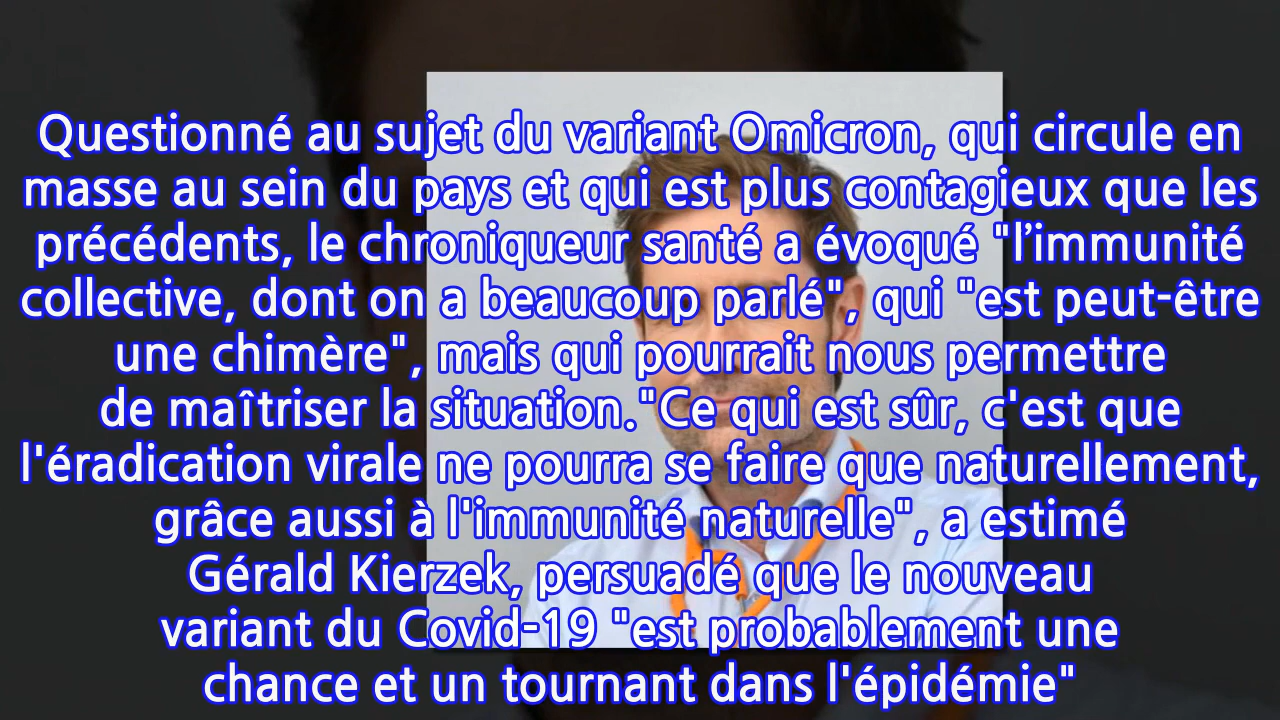 Questionné au sujet du variant Omicron, qui circule en
masse au sein du pays et qui est plus contagieux que les
précédents, le chroniqueur santé a évoqué "l’immunité
collective, dont on a beaucoup parlé", qui "est peut-être
une chimère", mais qui pourrait nous permettre
de maîtriser la situation."Ce qui est sûr, c'est que
l'éradication virale ne pourra se faire que naturellement,
grâce aussi à l'immunité naturelle", a estimé
Gérald Kierzek, persuadé que le nouveau
variant du Covid-19 "est probablement une
chance et un tournant dans l'épidémie"